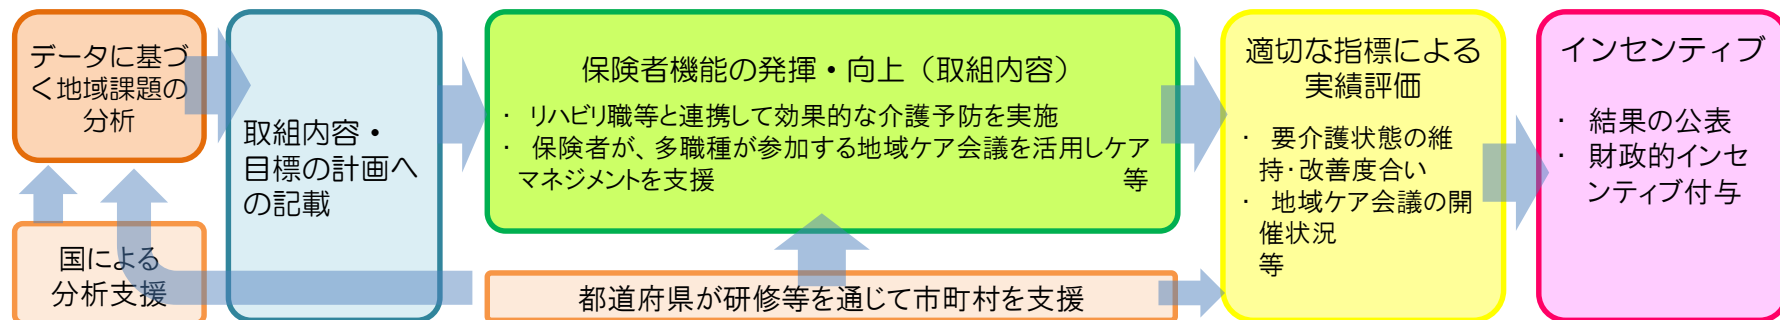 データに基づ
く地域課題の
分析
国による
分析支援
取組内容・
目標の計画へ
の記載
保険者機能の発揮・向上（取組内容）
・ リハビリ職等と連携して効果的な介護予防を実施
・ 保険者が、多職種が参加する地域ケア会議を活用しケア
マネジメントを支援 等
都道府県が研修等を通じて市町村を支援
適切な指標による
実績評価
・ 要介護状態の維
持・改善度合い
・ 地域ケア会議の開
催状況
等
インセンティブ
・ 結果の公表
・ 財政的インセ
ンティブ付与